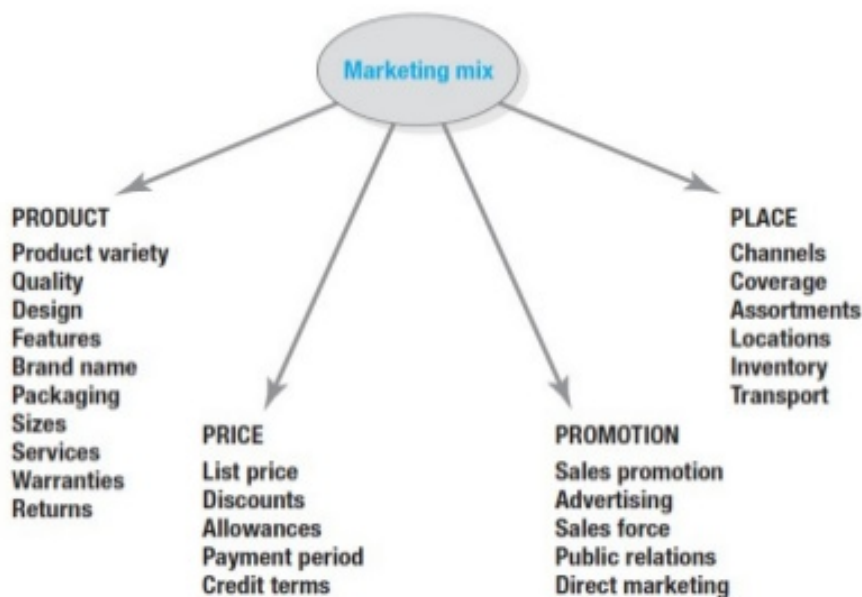 Marketing mix
PRODUCT
Product variety
Quality
Design
Features
Brand name
Packaging
Sizes
Services
Warranties
Returns
PRICE
List price
Discounts
Allowances
Payment period
Credit terms
PROMOTION
Sales promotion
Advertising
Sales force
Public relations
Direct marketing
PLACE
Channels
Coverage
Assortments
Locations
Inventory
Transport